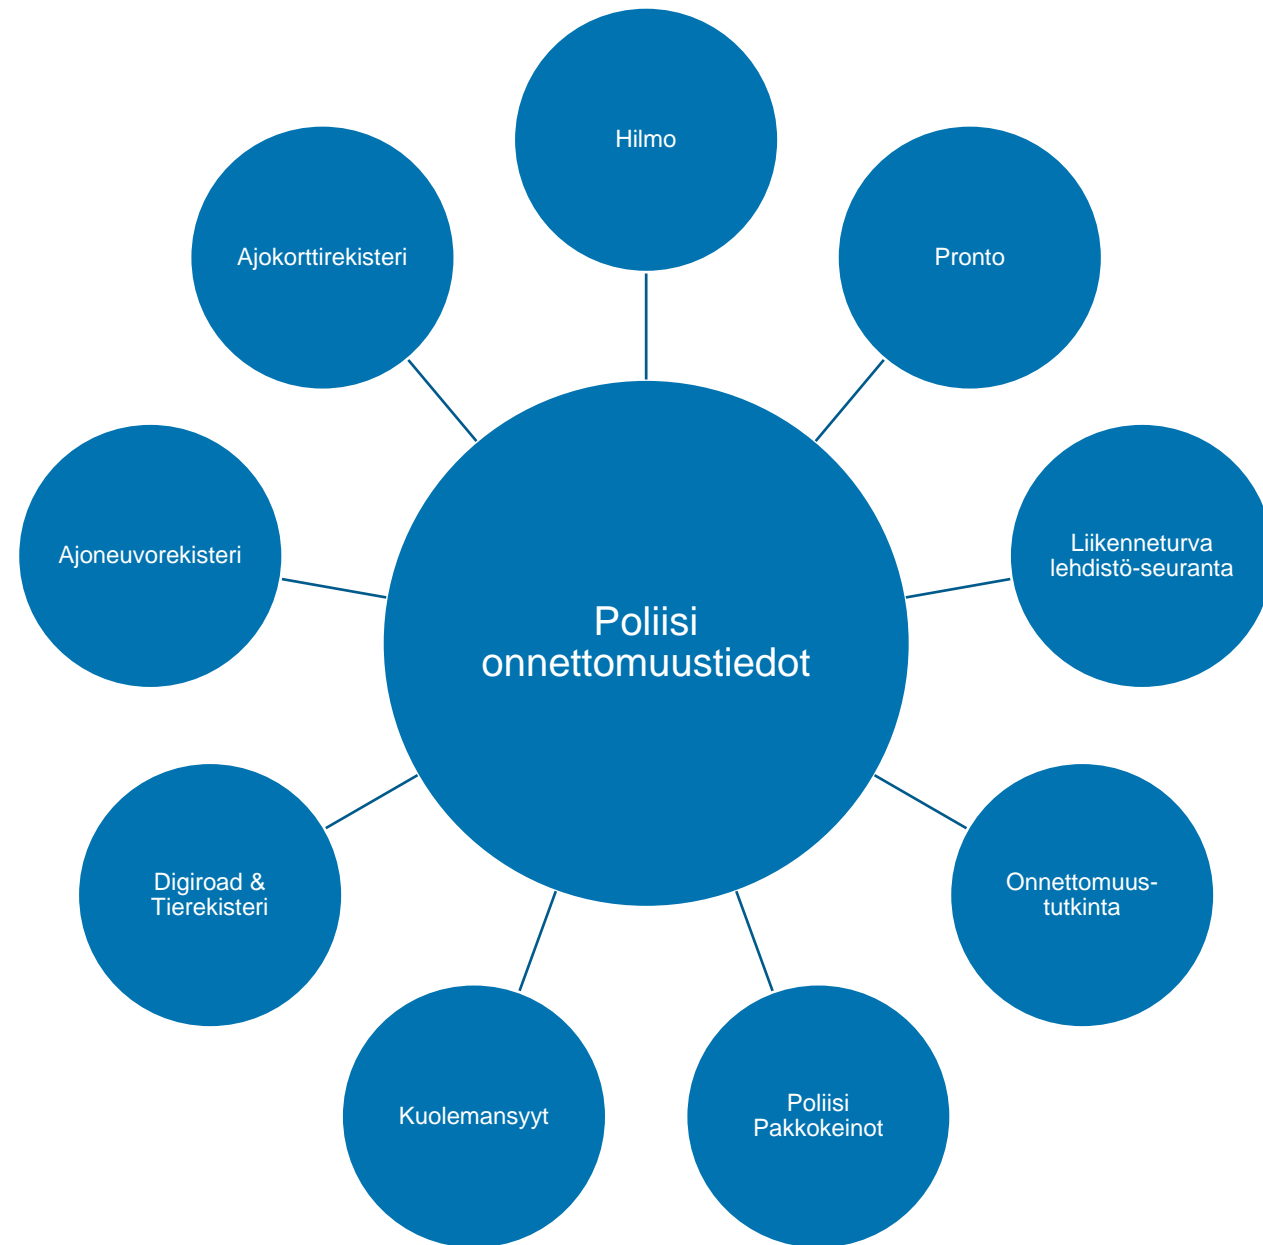 Hilmo
Pronto
Liikenneturva
lehdistö-seuranta
Onnettomuus-
tutkinta
Poliisi
Pakkokeinot
Kuolemansyyt
Digiroad &
Tierekisteri
Ajoneuvorekisteri
Ajokorttirekisteri
Poliisi
onnettomuustiedot